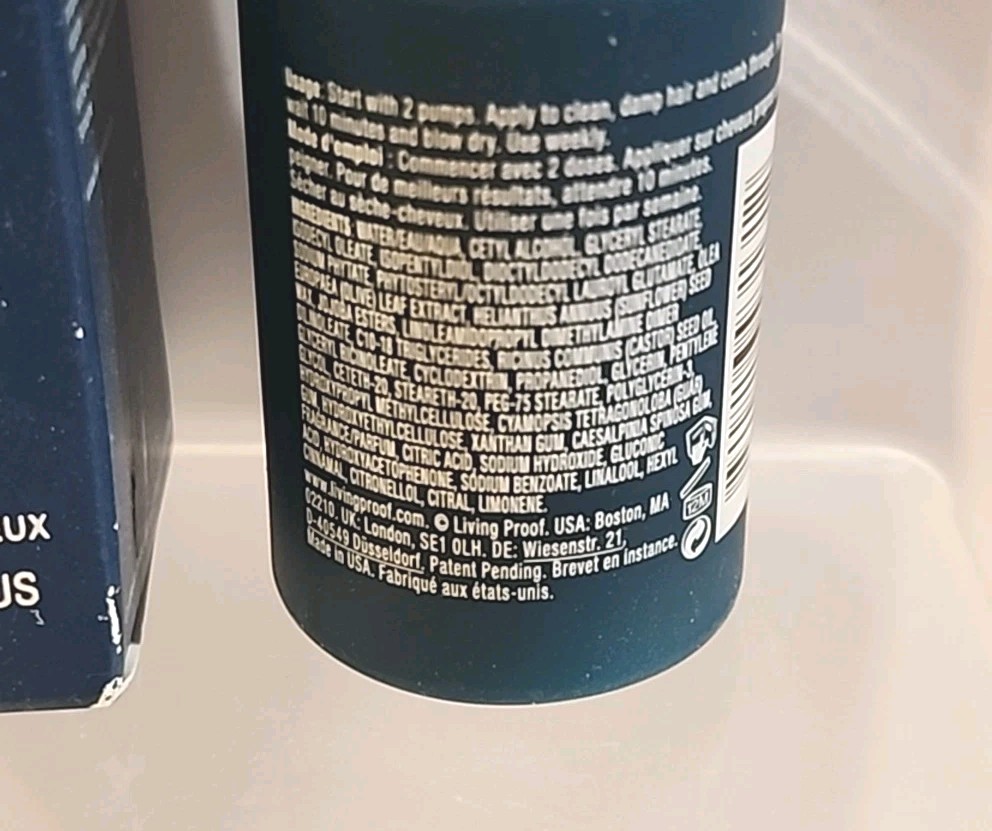 Usage: Start with 2 pumps. Apply to clean, damp hair and comb through.
wait 10 minutes and blow dry. Use weekly.
Mode d'emploi : Commencer avec 2 doses. Appliquer sur cheveux
peigner. Pour de meilleurs résultats, attendre 10 minutes.
Sécher au sèche-cheveux. Utiliser une fois par semaine.
INGREDIENTS: WATER/EAU/AQUA, CETYL ALCOHOL, GLYCERYL STEARATE,
ISODECYL OLEATE, ISOPENTYLDIOL, DIOCTYLDODECYL DODECANEDIOATE,
SODIUM PHYTATE, PHYTOSTERYL/OCTYLDODECYL LAUROYL GLUTAMATE, OLEA
EUROPAEA (OLIVE) LEAF EXTRACT, HELIANTHUS ANNUUS (SUNFLOWER) SEED
WAX, JOJOBA ESTERS, LINOLEAMIDOPROPYL DIMETHYLAMINE DIMER
DILINOLEATE, C10-18 TRIGLYCERIDES, RICINUS COMMUNIS (CASTOR) SEED OIL,
GLYCERYL RICINOLEATE, CYCLODEXTRIN, PROPANEDIOL, GLYCERIN, PENTYLENE
GLYCOL, CETETH-20, STEARETH-20, PEG-75 STEARATE, POLYGLYCERIN-3,
HYDROXYPROPYL METHYLCELLULOSE, CYAMOPSIS TETRAGONOLOBA (GUAR)
GUM, HYDROXYETHYLCELLULOSE, XANTHAN GUM, CAESALPINIA SPINOSA GUM,
FRAGRANCE/PARFUM, CITRIC ACID, SODIUM HYDROXIDE, GLUCONIC
ACID, HYDROXYACETOPHENONE, SODIUM BENZOATE, LINALOOL, HEXYL
CINNAMAL, CITRONELLOL, CITRAL, LIMONENE.
www.livingproof.com. © Living Proof. USA: Boston, MA
02210. UK: London, SE1 0LH. DE: Wiesenstr. 21,
D-40549 Düsseldorf. Patent Pending. Brevet en instance.
Made in USA. Fabriqué aux états-unis.
12M
LUX
US